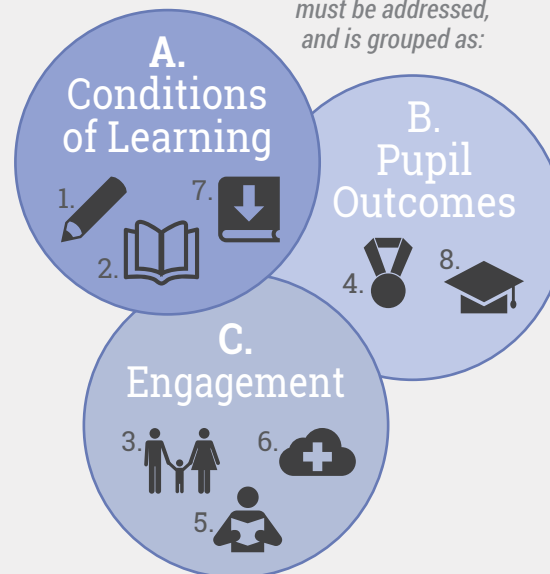 must be addressed,
and is grouped as:
A.
Conditions
of Learning
1.
7.
2.
B.
Pupil
Outcomes
4.
8.
C.
Engagement
3.
6.
5.